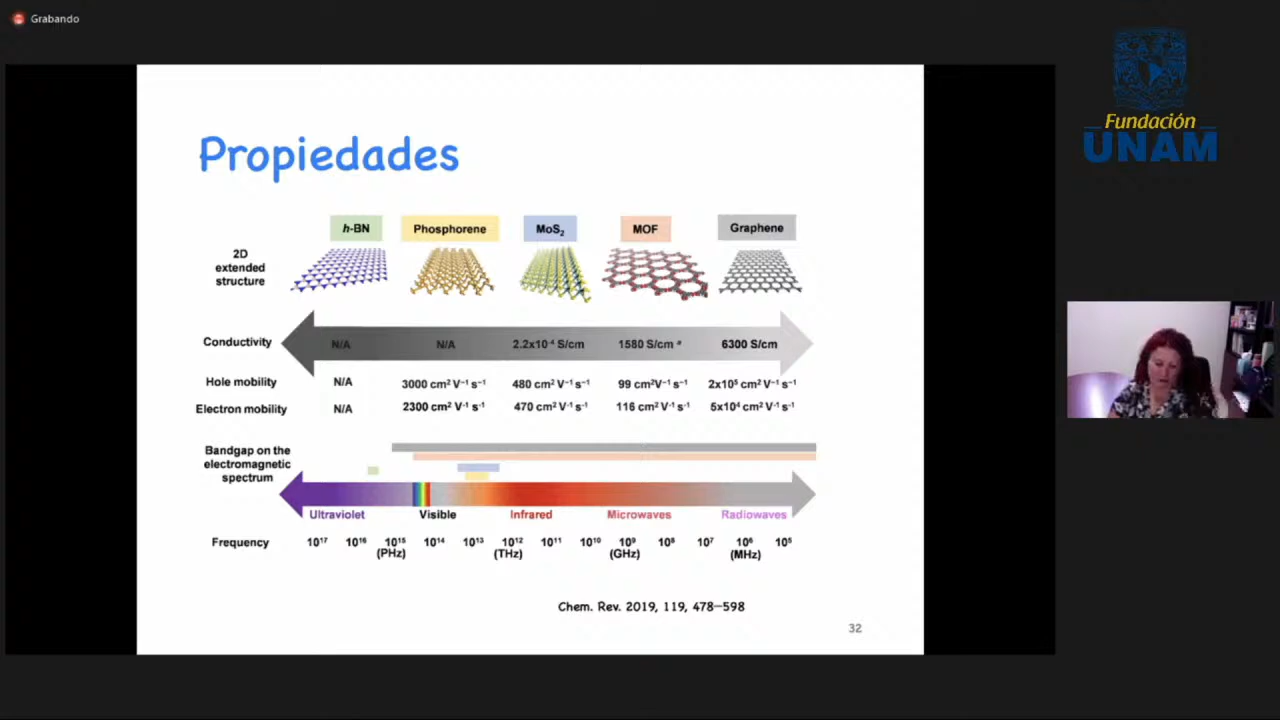 Grabando
Fundación
UNAM
Propiedades
h-BN
Phosphorene
MoS₂
MOF
Graphene
2D
extended
structure
Conductivity
N/A
N/A
2.2x10⁻⁴ S/cm
1580 S/cm ᵃ
6300 S/cm
Hole mobility
N/A
3000 cm² V⁻¹ s⁻¹
480 cm² V⁻¹ s⁻¹
99 cm²V⁻¹ s⁻¹
2x10⁵ cm² V⁻¹ s⁻¹
Electron mobility
N/A
2300 cm² V⁻¹ s⁻¹
470 cm² V⁻¹ s⁻¹
116 cm² V⁻¹ s⁻¹
5x10⁴ cm² V⁻¹ s⁻¹
Bandgap on the
electromagnetic
spectrum
Ultraviolet
Visible
Infrared
Microwaves
Radiowaves
Frequency
10¹⁷ 10¹⁶ 10¹⁵ 10¹⁴ 10¹³ 10¹² 10¹¹ 10¹⁰ 10⁹ 10⁸ 10⁷ 10⁶ 10⁵
(PHz) (THz) (GHz) (MHz)
Chem. Rev. 2019, 119, 478−598
32